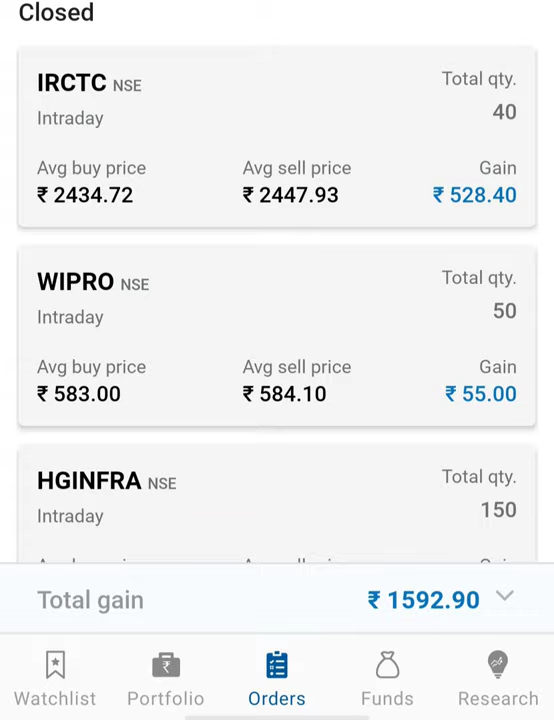 Closed
IRCTC NSE Total qty.
Intraday 40
Avg buy price Avg sell price Gain
₹ 2434.72 ₹ 2447.93 ₹ 528.40
WIPRO NSE Total qty.
Intraday 50
Avg buy price Avg sell price Gain
₹ 583.00 ₹ 584.10 ₹ 55.00
HGINFRA NSE Total qty.
Intraday 150
Total gain ₹ 1592.90
Watchlist Portfolio Orders Funds Research